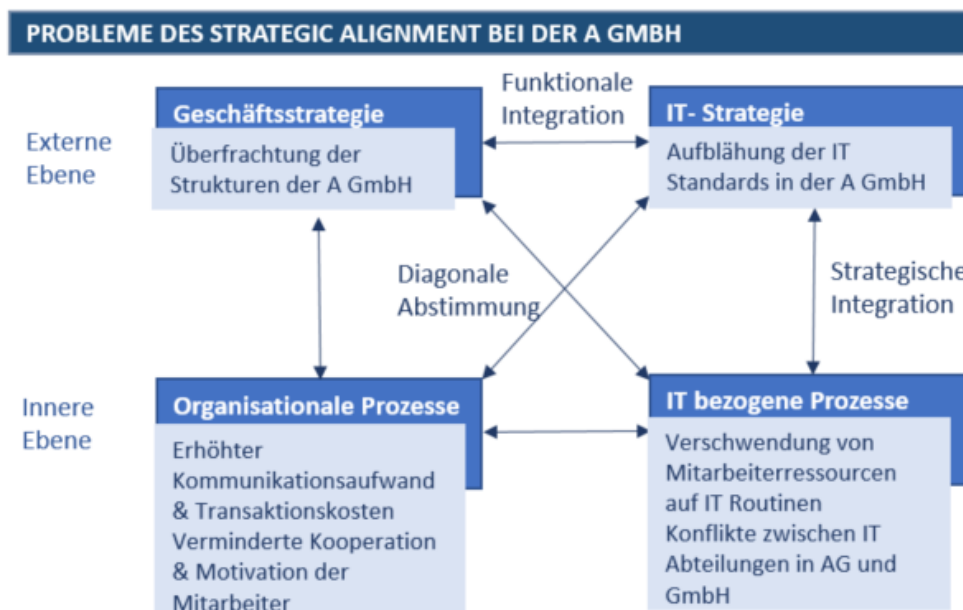 PROBLEME DES STRATEGIC ALIGNMENT BEI DER A GMBH
Funktionale
Integration
Geschäftsstrategie
IT- Strategie
Externe
Ebene
Überfrachtung der
Strukturen der A GmbH
Aufblähung der IT
Standards in der A GmbH
Diagonale
Abstimmung
Strategische
Integration
Innere
Ebene
Organisationale Prozesse
Erhöhter
Kommunikationsaufwand
& Transaktionskosten
Verminderte Kooperation
& Motivation der
Mitarbeiter
IT bezogene Prozesse
Verschwendung von
Mitarbeiterressourcen
auf IT Routinen
Konflikte zwischen IT
Abteilungen in AG und
GmbH